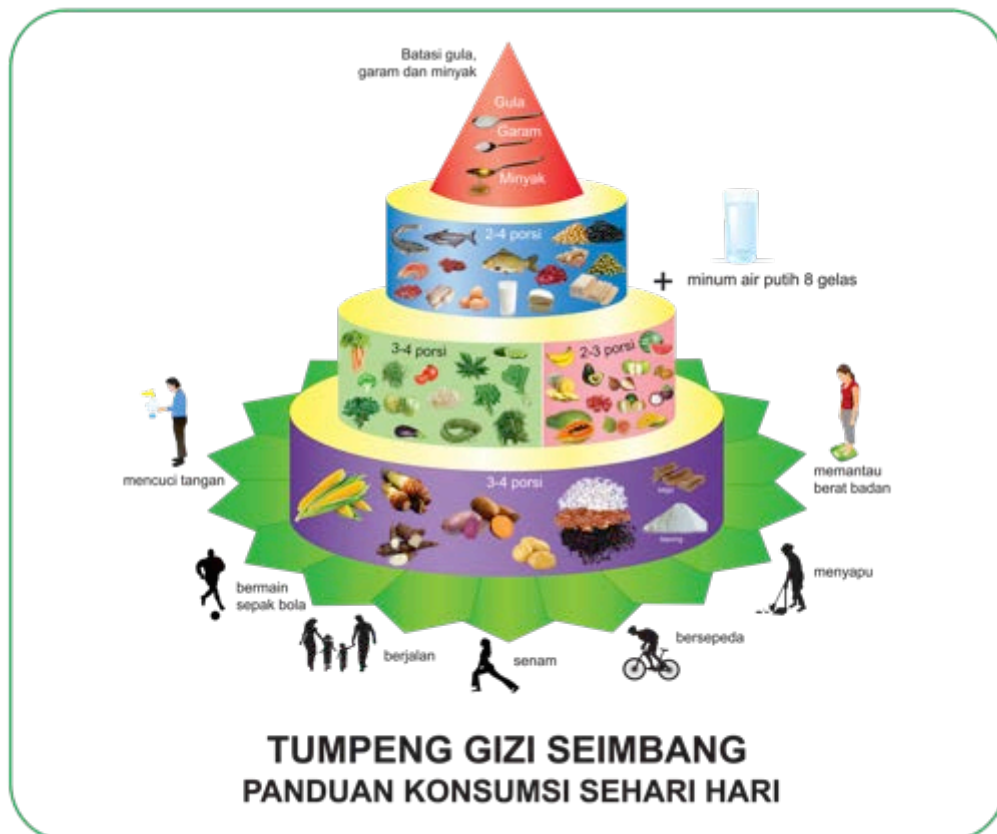 Batasi gula,
garam dan minyak
Gula
Garam
Minyak
2-4 porsi
+
minum air putih 8 gelas
3-4 porsi
2-3 porsi
mencuci tangan
memantau
berat badan
3-4 porsi
bermain
sepak bola
menyapu
berjalan
senam
bersepeda
TUMPENG GIZI SEIMBANG
PANDUAN KONSUMSI SEHARI HARI